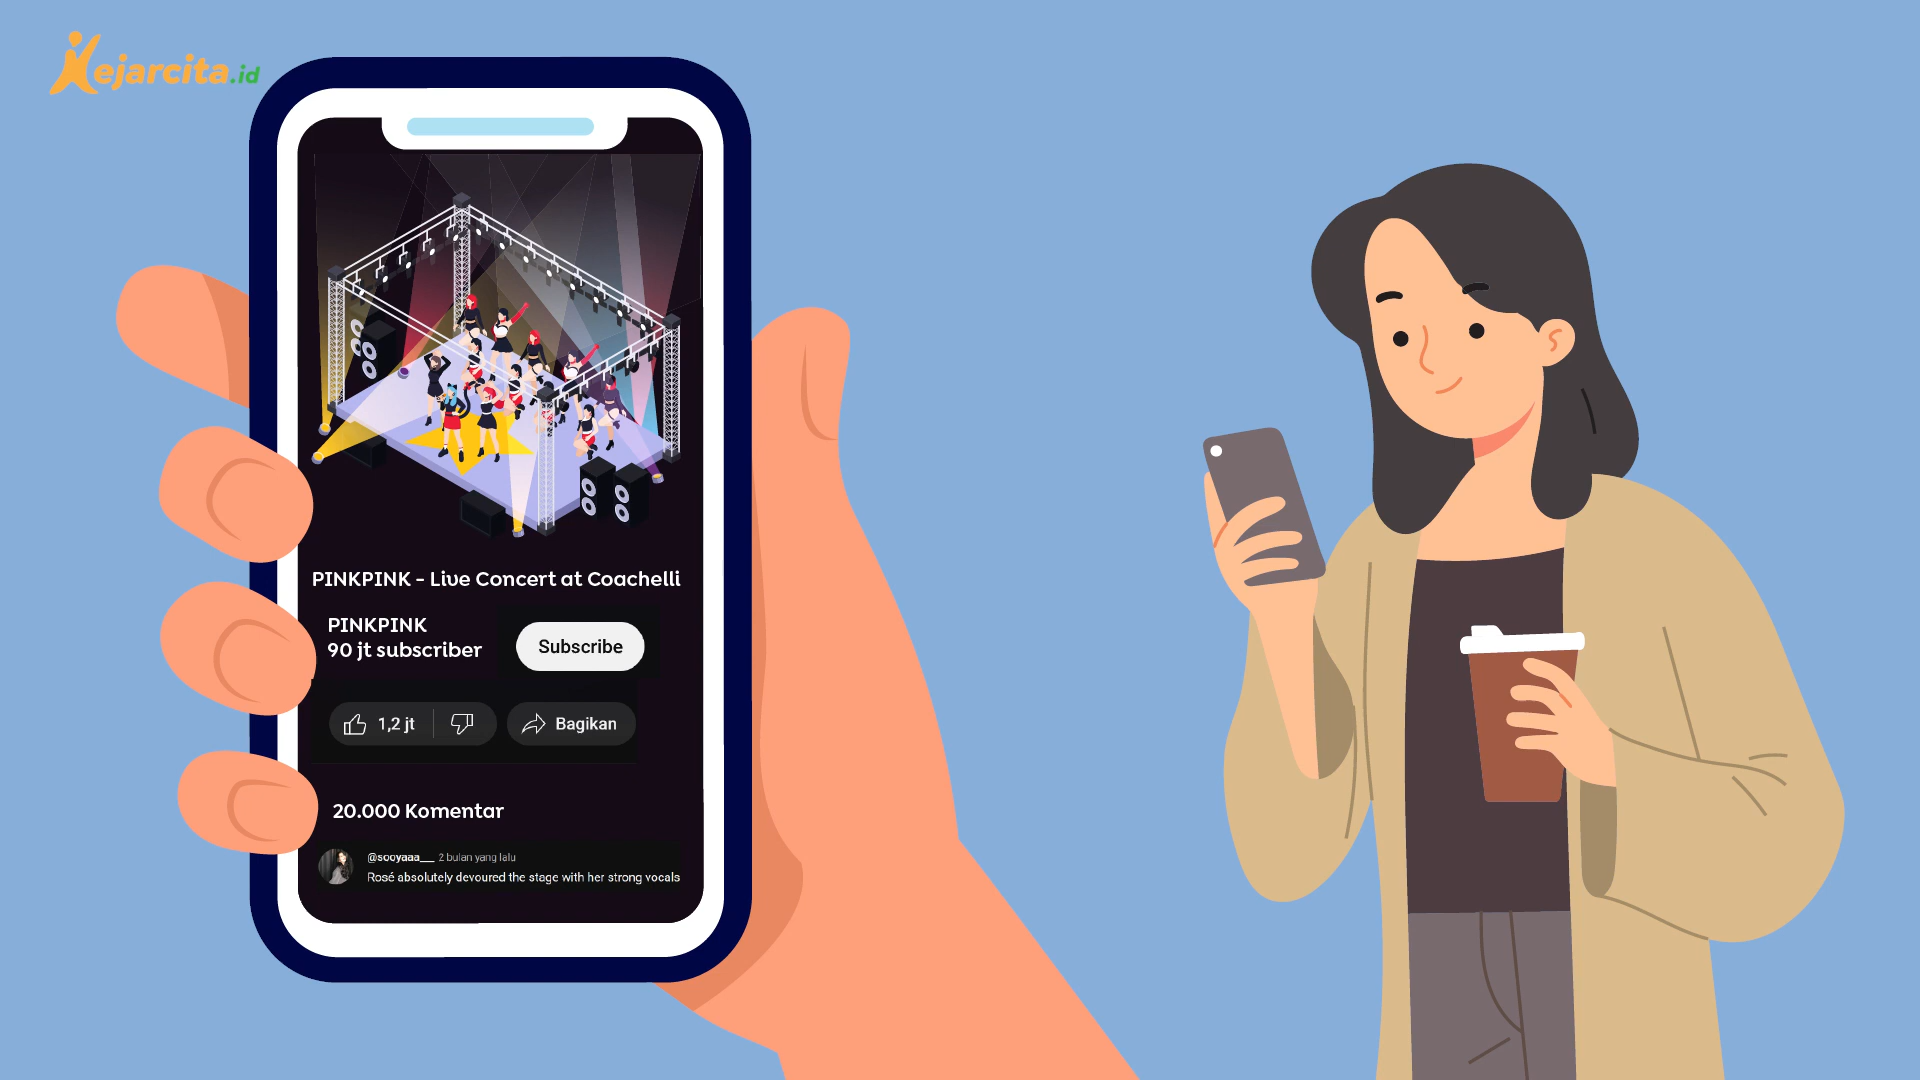 Kejarcita.id
PINKPINK - Live Concert at Coachelli
PINKPINK
90 jt subscriber
Subscribe
1,2 jt
Bagikan
20.000 Komentar
@sooyaaa__ 2 bulan yang lalu
Rosé absolutely devoured the stage with her strong vocals